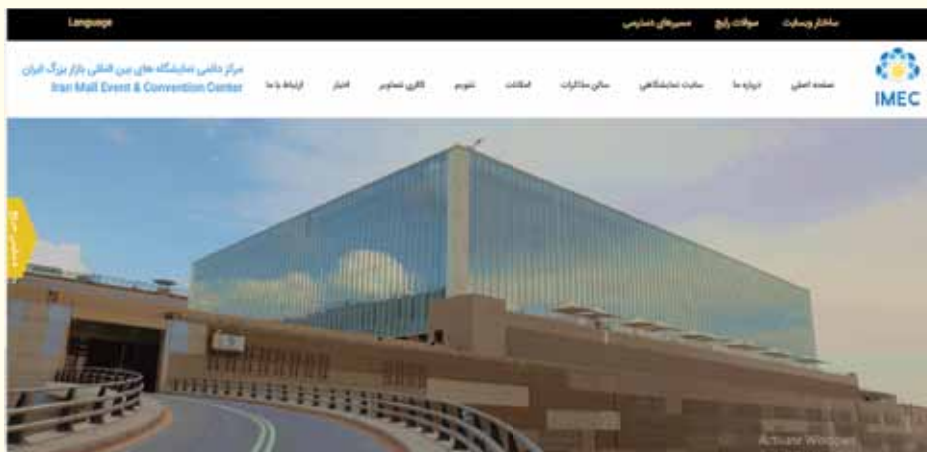 ساختار وبسایت
سوالات رایج
مسیرهای دسترسی
Language
IMEC
صفحه اصلی
درباره ما
سایت نمایشگاهی
سالن مذاکرات
امکانات
تقویم
گالری تصاویر
اخبار
ارتباط با ما
مرکز دائمی نمایشگاه های بین المللی بازار بزرگ ایران
Iran Mall Event & Convention Center
Activate Windows